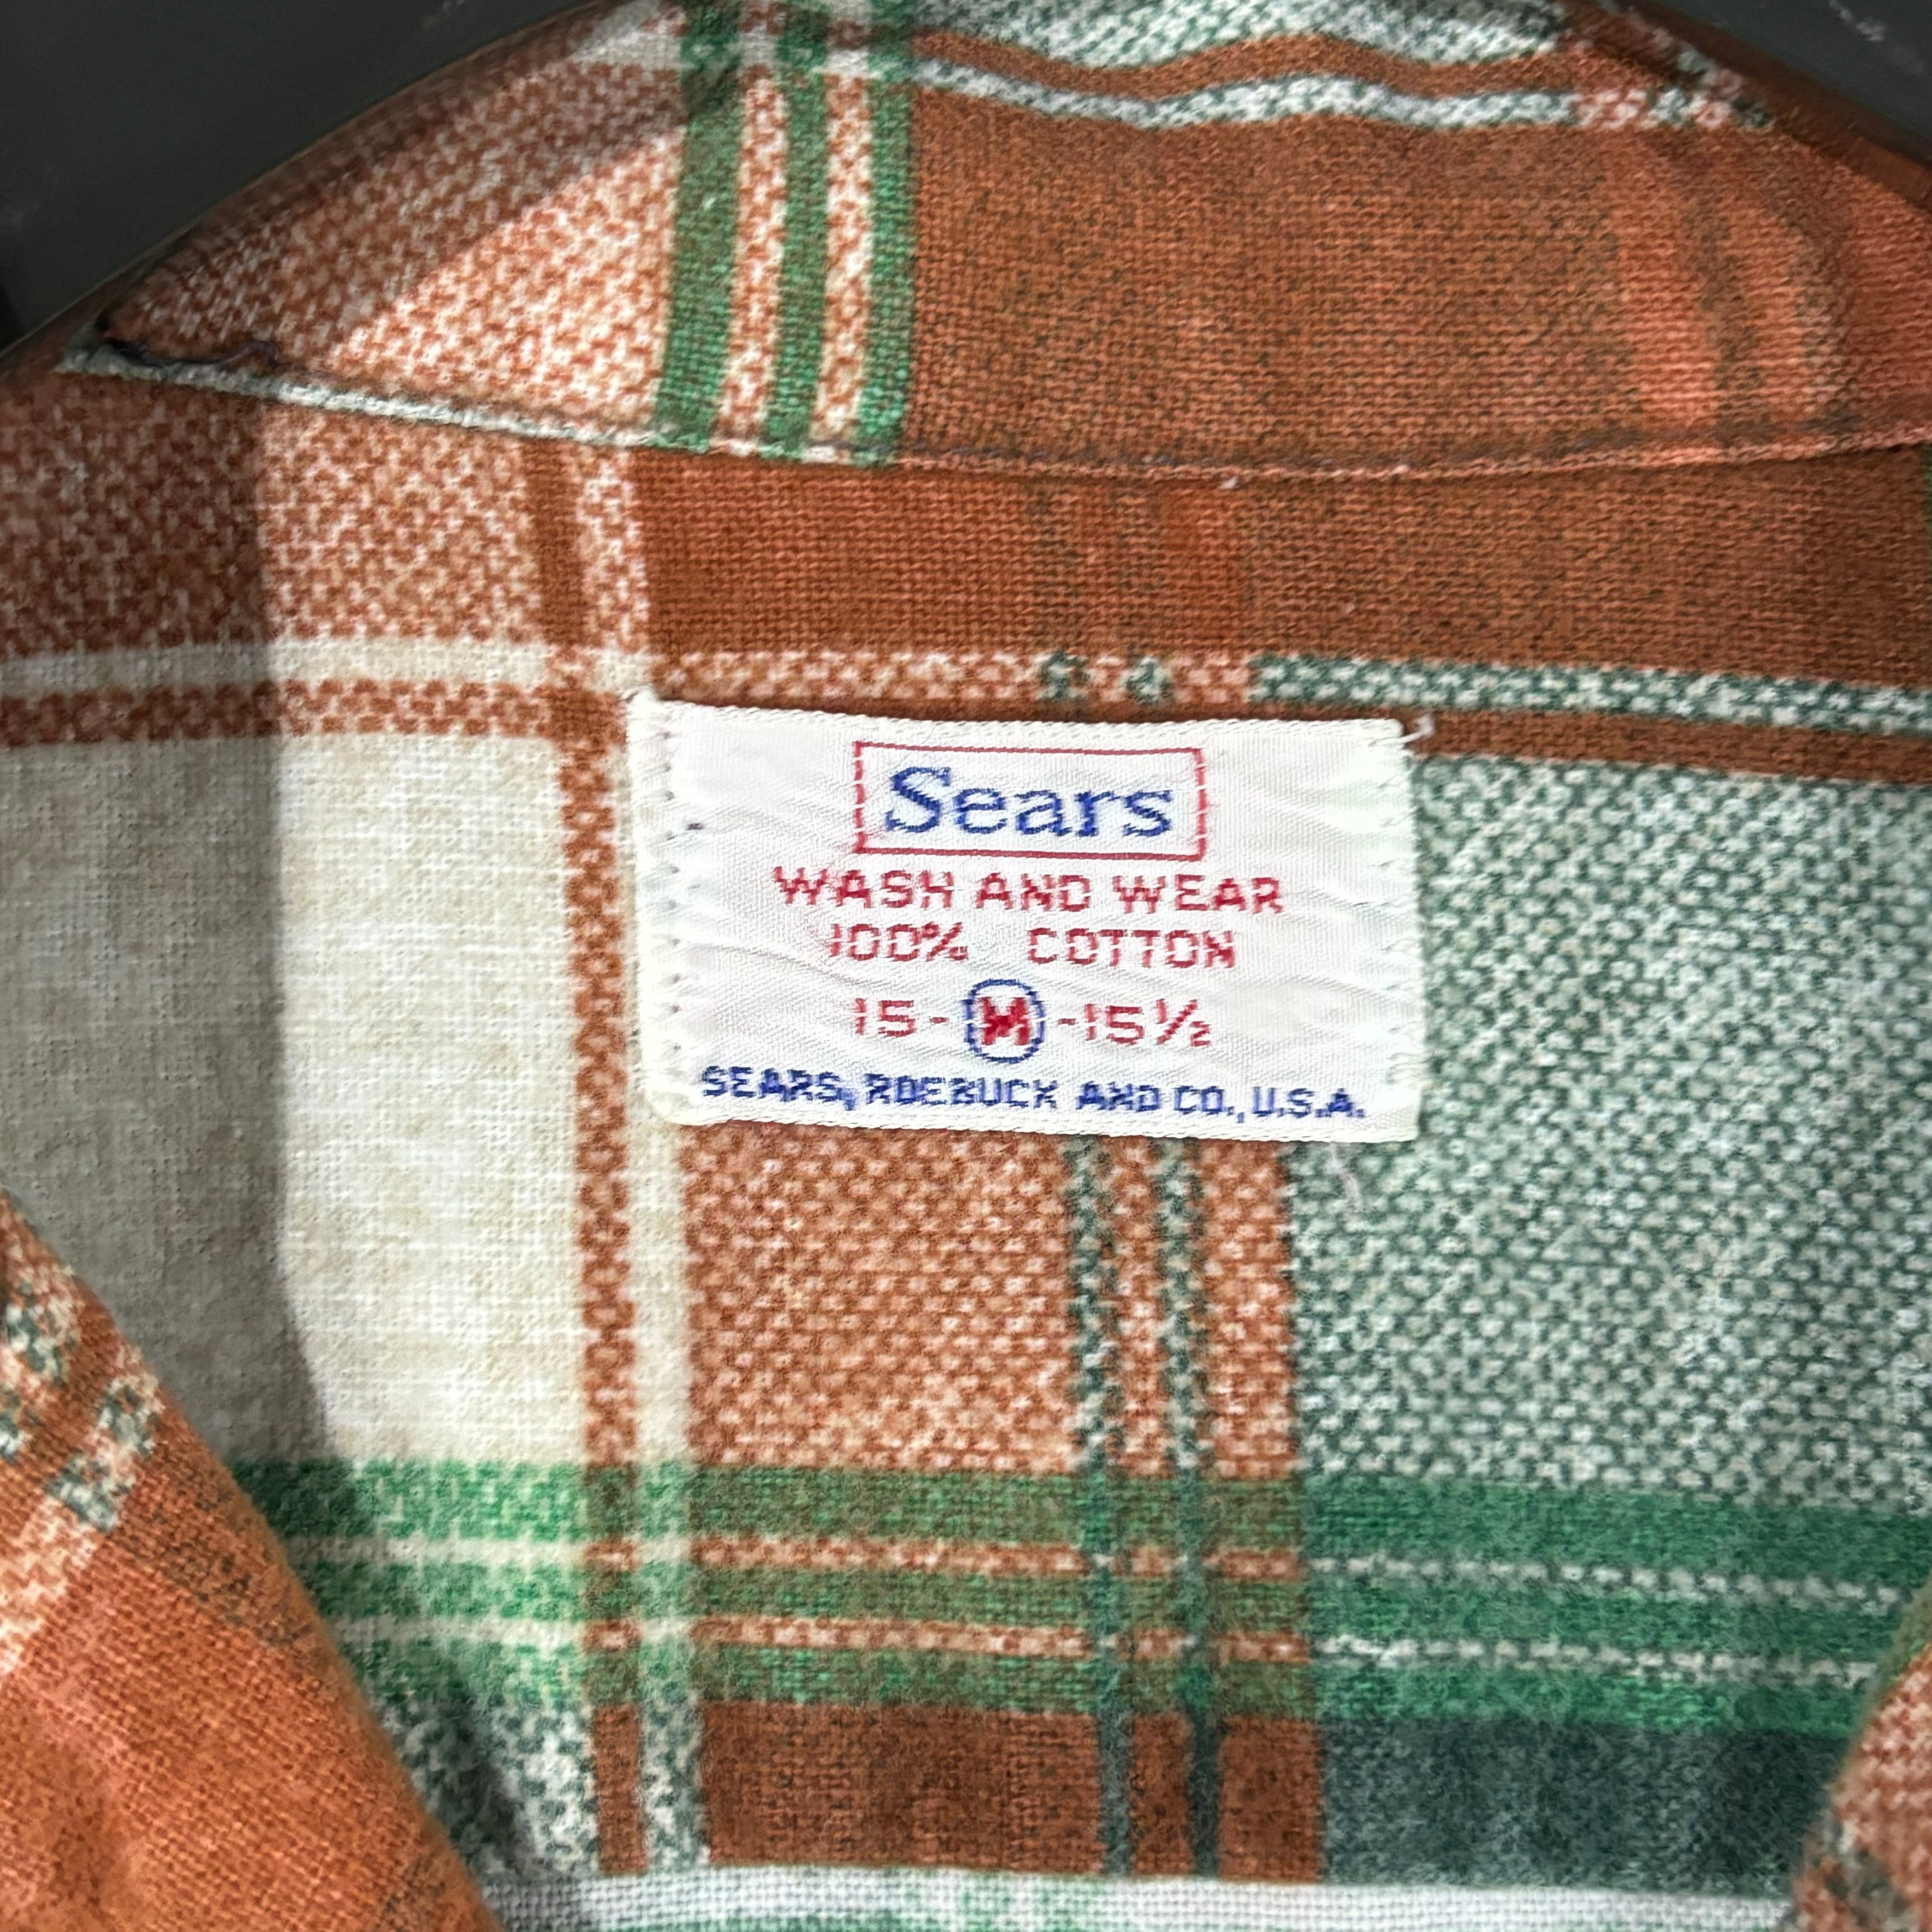 Sears
WASH AND WEAR
100% COTTON
15-M-15½
SEARS, ROEBUCK AND CO., U.S.A.